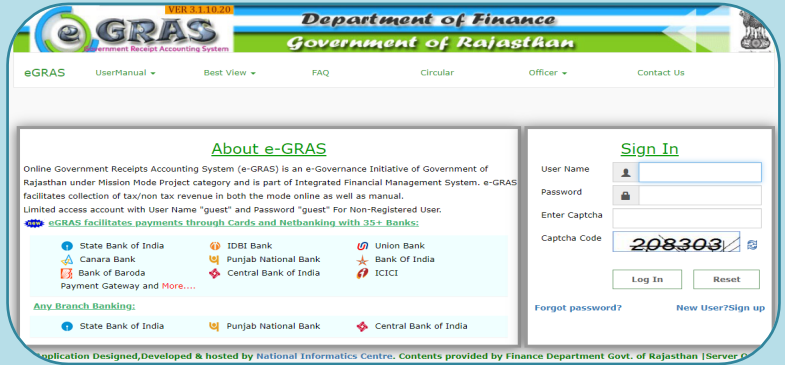 VER 3.1.10.20
e GRAS
Government Receipt Accounting System
Department of Finance
Government of Rajasthan
eGRAS UserManual Best View FAQ Circular Officer Contact Us
About e-GRAS
Online Government Receipts Accounting System (e-GRAS) is an e-Governance Initiative of Government of
Rajasthan under Mission Mode Project category and is part of Integrated Financial Management System. e-GRAS
facilitates collection of tax/non tax revenue in both the mode online as well as manual.
Limited access account with User Name "guest" and Password "guest" For Non-Registered User.
new eGRAS facilitates payments through Cards and Netbanking with 35+ Banks:
State Bank of India IDBI Bank Union Bank
Canara Bank Punjab National Bank Bank Of India
Bank of Baroda Central Bank of India ICICI
Payment Gateway and More....
Any Branch Banking:
State Bank of India Punjab National Bank Central Bank of India
Sign In
User Name
Password
Enter Captcha
Captcha Code 208303
Log In Reset
Forgot password? New User?Sign up
Application Designed,Developed & hosted by National Informatics Centre. Contents provided by Finance Department Govt. of Rajasthan |Server